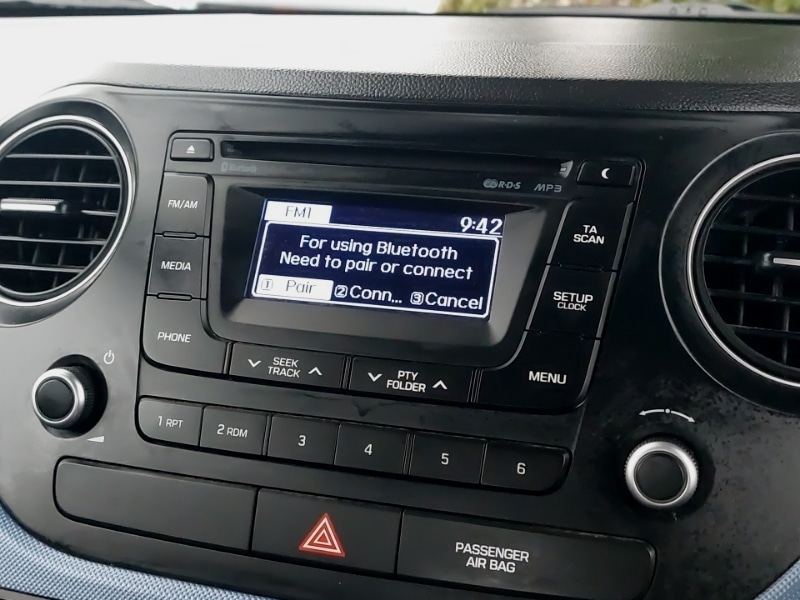 Bluetooth
R·D·S MP3
FM/AM
MEDIA
PHONE
FM1
9:42
For using Bluetooth
Need to pair or connect
1 Pair 2 Conn... 3 Cancel
TA
SCAN
SETUP
CLOCK
MENU
SEEK
TRACK
PTY
FOLDER
1 RPT
2 RDM
3
4
5
6
PASSENGER
AIR BAG